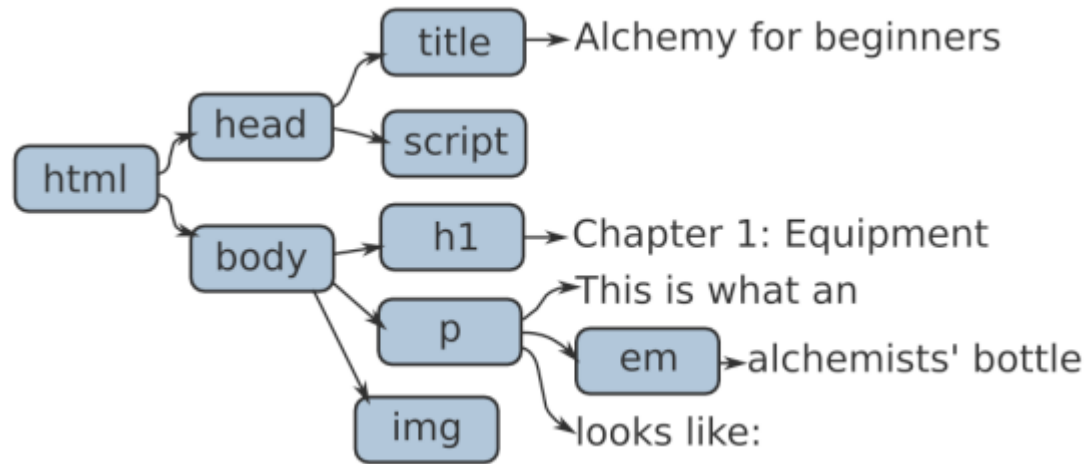 html
head
title
Alchemy for beginners
script
body
h1
Chapter 1: Equipment
p
This is what an
em
alchemists' bottle
looks like:
img